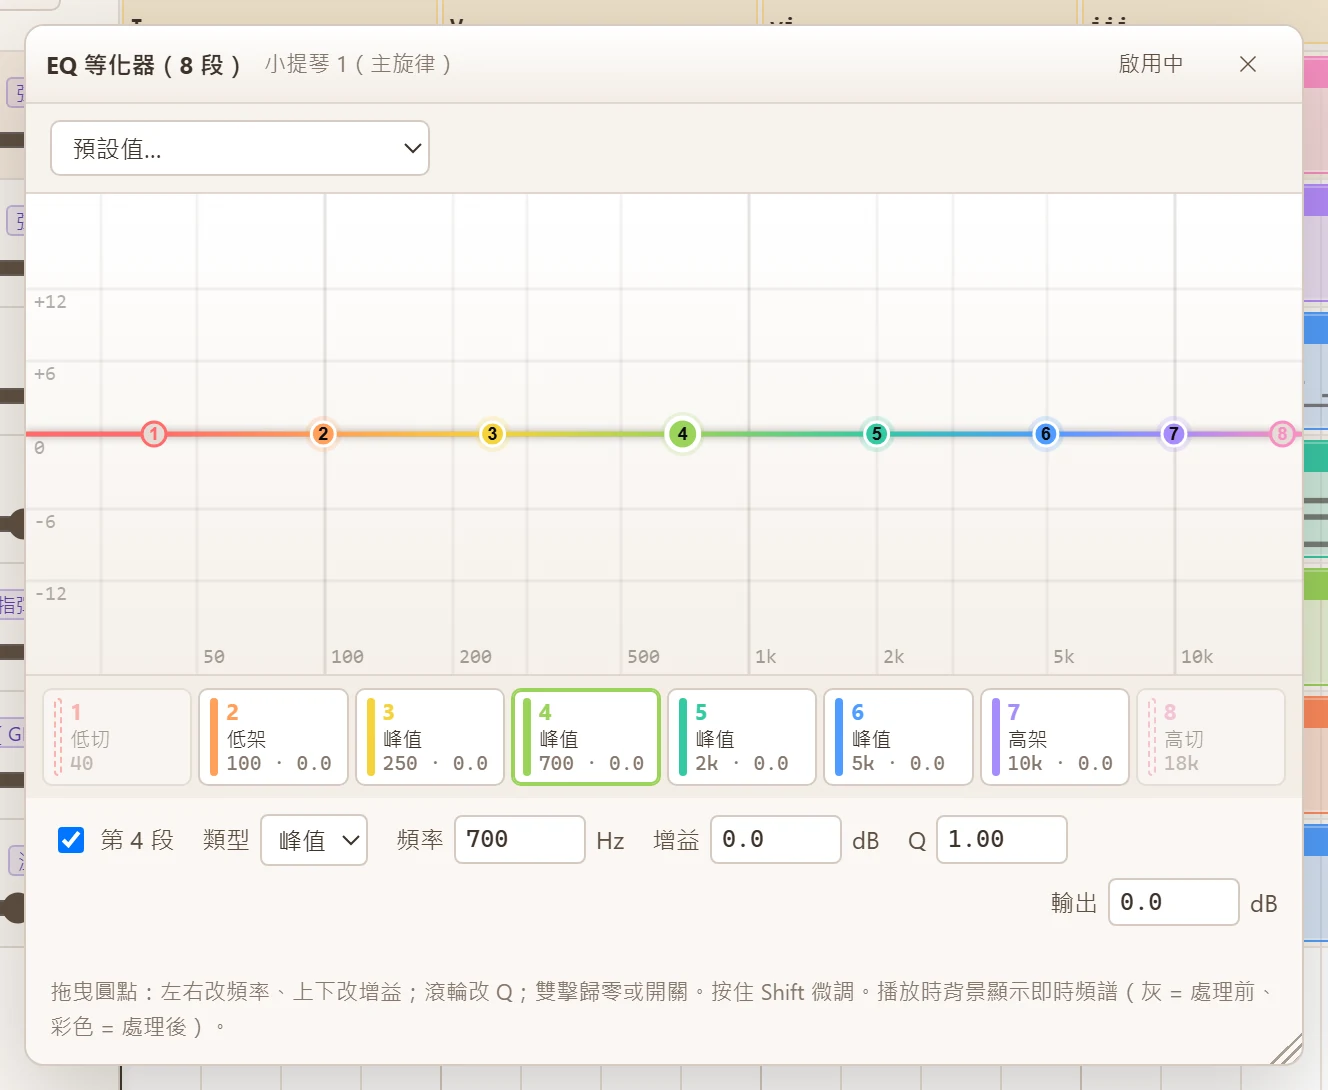 EQ 等化器（8 段） 小提琴 1（主旋律） 啟用中
預設值...
+12
+6
0
-6
-12
1 2 3 4 5 6 7 8
50 100 200 500 1k 2k 5k 10k
1 低切 40
2 低架 100 · 0.0
3 峰值 250 · 0.0
4 峰值 700 · 0.0
5 峰值 2k · 0.0
6 峰值 5k · 0.0
7 高架 10k · 0.0
8 高切 18k
第 4 段 類型 峰值 頻率 700 Hz 增益 0.0 dB Q 1.00
輸出 0.0 dB
拖曳圓點：左右改頻率、上下改增益；滾輪改 Q；雙擊歸零或開關。按住 Shift 微調。播放時背景顯示即時頻譜（灰 = 處理前、
彩色 = 處理後）。